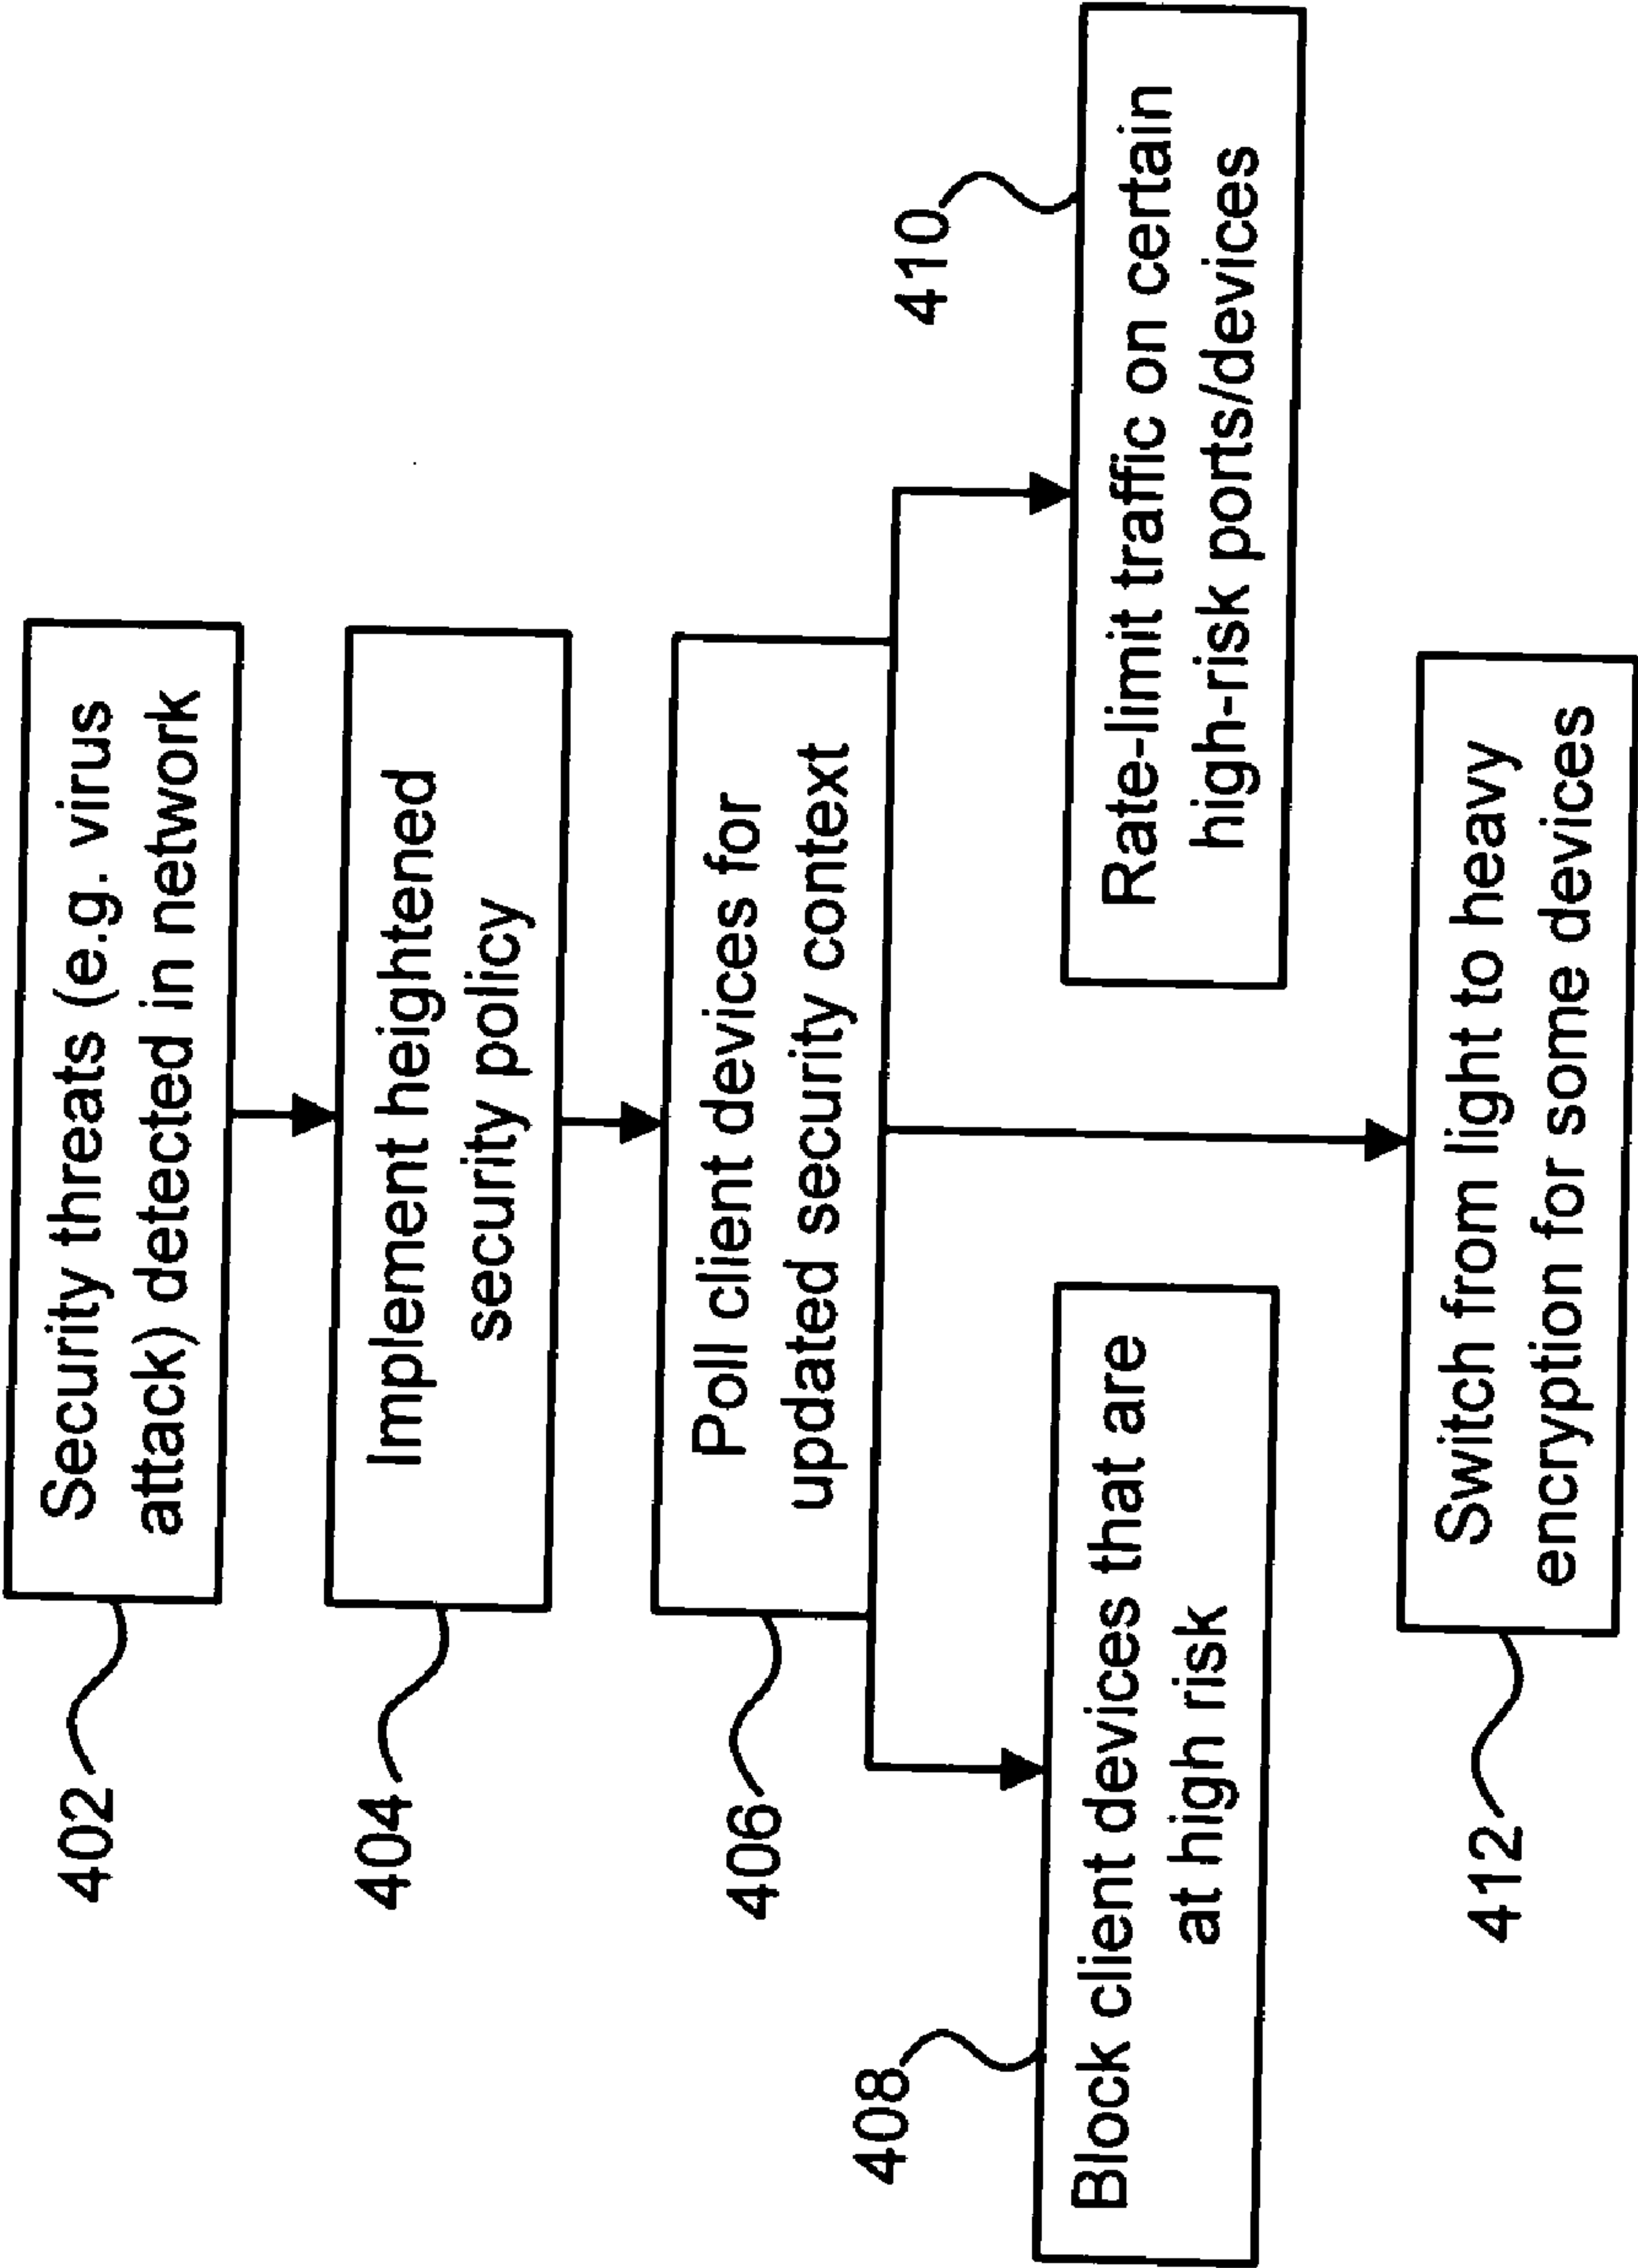 402
Security threats (e.g. virus
attack) detected in network
404
Implement heightened
security policy
406
Poll client devices for
updated security context
408
Block client devices that are
at high risk
410
Rate-limit traffic on certain
high-risk ports/devices
412
Switch from light to heavy
encryption for some devices